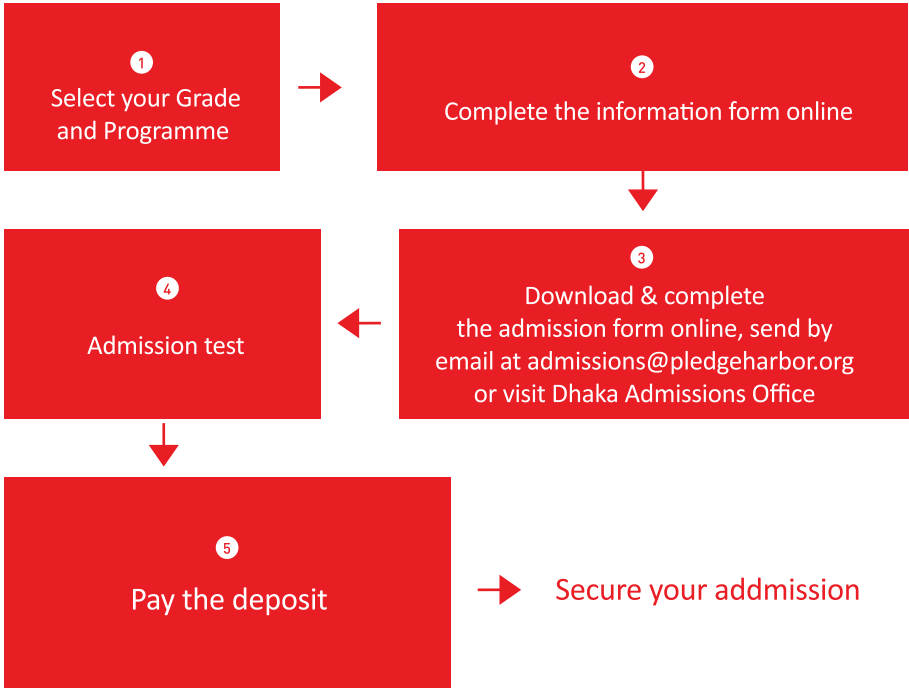 1
Select your Grade
and Programme
2
Complete the information form online
3
Download & complete
the admission form online, send by
email at admissions@pledgeharbor.org
or visit Dhaka Admissions Office
4
Admission test
5
Pay the deposit
Secure your addmission